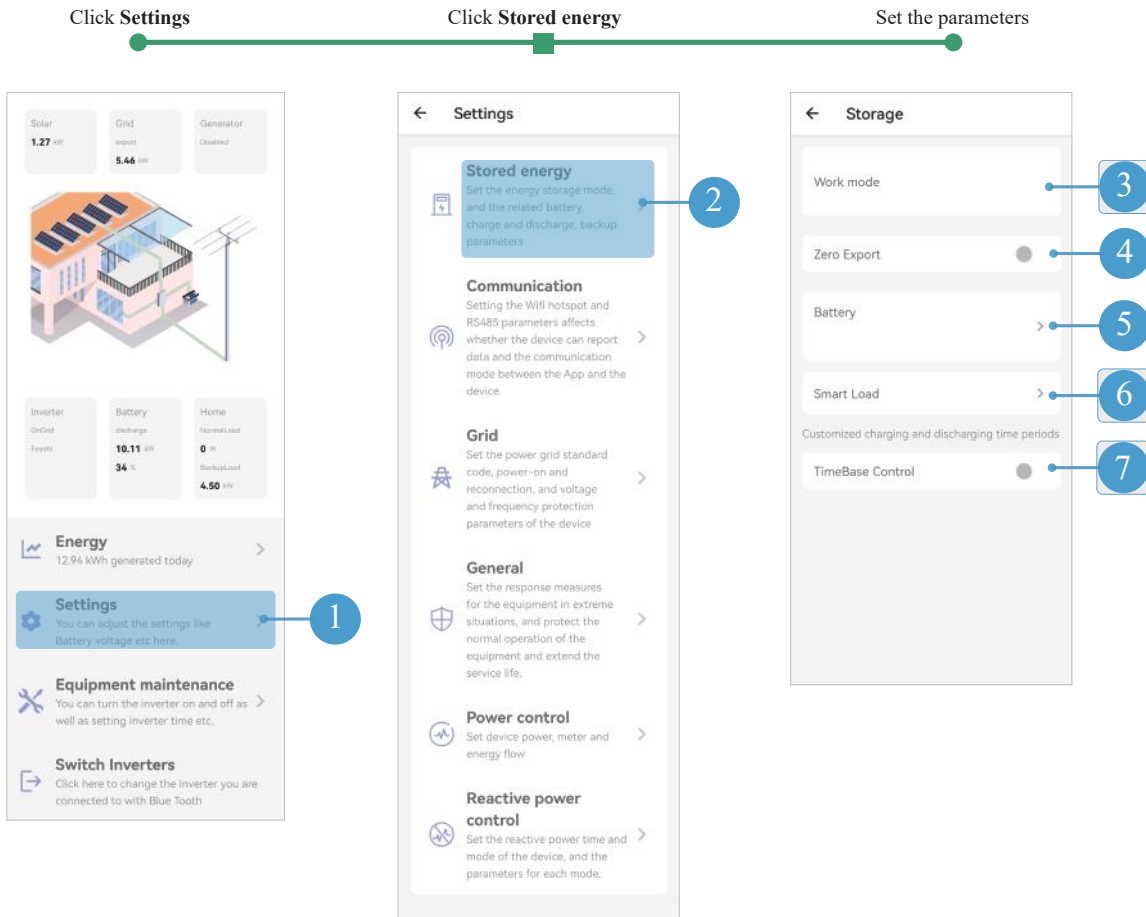 Click Settings
Click Stored energy
Set the parameters
Solar
1.27 kW
Grid
export
5.46 kW
Generator
Disabled
Inverter
OnGrid
FeedIn
Battery
discharge
10.11 kW
34 %
Home
NormalLoad
0 W
BackupLoad
4.50 kW
Energy
12.94 kWh generated today
Settings
You can adjust the settings like
Battery voltage etc here.
1
Equipment maintenance
You can turn the inverter on and off as
well as setting inverter time etc.
Switch Inverters
Click here to change the inverter you are
connected to with Blue Tooth
Settings
Stored energy
Set the energy storage mode,
and the related battery,
charge and discharge, backup
parameters
2
Communication
Setting the Wifi hotspot and
RS485 parameters affects
whether the device can report
data and the communication
mode between the App and the
device.
Grid
Set the power grid standard
code, power-on and
reconnection, and voltage
and frequency protection
parameters of the device
General
Set the response measures
for the equipment in extreme
situations, and protect the
normal operation of the
equipment and extend the
service life.
Power control
Set device power, meter and
energy flow
Reactive power
control
Set the reactive power time and
mode of the device, and the
parameters for each mode.
Storage
Work mode
3
Zero Export
4
Battery
5
Smart Load
6
Customized charging and discharging time periods
TimeBase Control
7